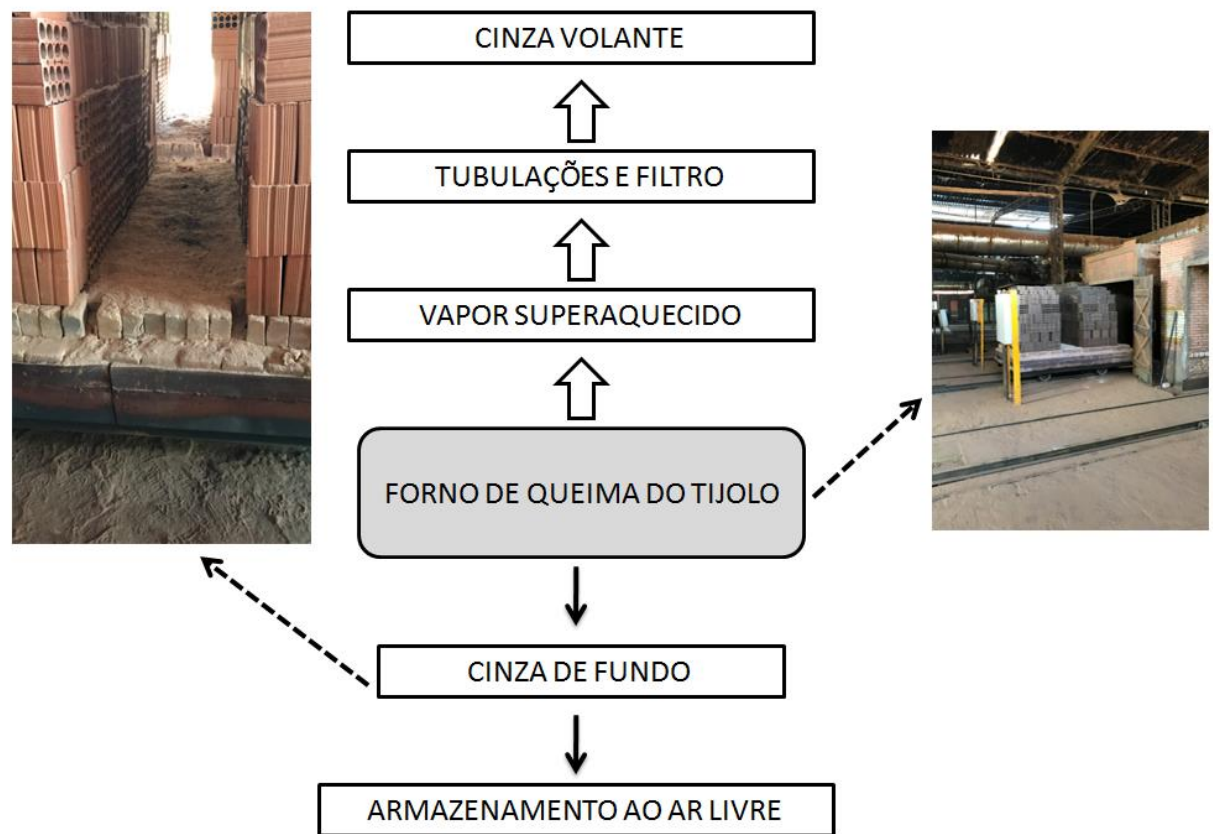 CINZA VOLANTE
TUBULAÇÕES E FILTRO
VAPOR SUPERAQUECIDO
FORNO DE QUEIMA DO TIJOLO
CINZA DE FUNDO
ARMAZENAMENTO AO AR LIVRE